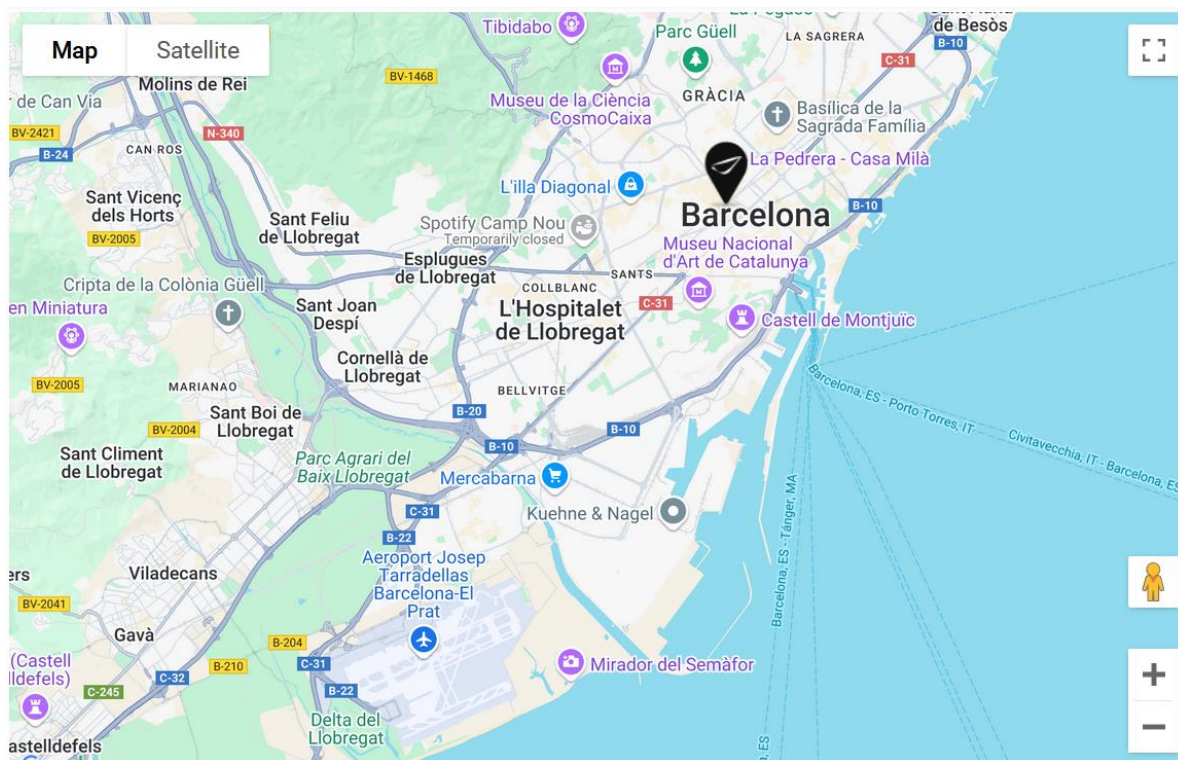 Map
Satellite
Tibidabo
Parc Güell
LA SAGRERA
de Besòs
B-10
C-31
BV-1468
Molins de Rei
r de Can Via
Museu de la Ciència
CosmoCaixa
GRÀCIA
Basílica de la
Sagrada Família
BV-2421
N-340
B-24
CAN ROS
La Pedrera - Casa Milà
L'illa Diagonal
Sant Vicenç
dels Horts
Sant Feliu
de Llobregat
Spotify Camp Nou
Temporarily closed
Barcelona
B-10
BV-2005
Museu Nacional
d'Art de Catalunya
Esplugues
de Llobregat
SANTS
COLLBLANC
Cripta de la Colònia Güell
en Miniatura
Sant Joan
Despí
L'Hospitalet
de Llobregat
C-31
Castell de Montjuïc
Cornellà de
Llobregat
BV-2005
MARIANAO
BELLVITGE
Barcelona, ES - Porto Torres, IT
Sant Boi de
Llobregat
B-20
BV-2004
B-10
B-10
Civitavecchia, IT - Barcelona, ES
Sant Climent
de Llobregat
Parc Agrari del
Baix Llobregat
Mercabarna
Kuehne & Nagel
C-31
B-22
Barcelona, ES - Tánger, MA
Aeroport Josep
Tarradellas
Barcelona-El
Prat
ers
Viladecans
BV-2041
Gavà
B-204
B-210
C-31
(Castell
lldefels)
C-32
C-245
B-22
Mirador del Semàfor
Delta del
Llobregat
astelldefels
, ES